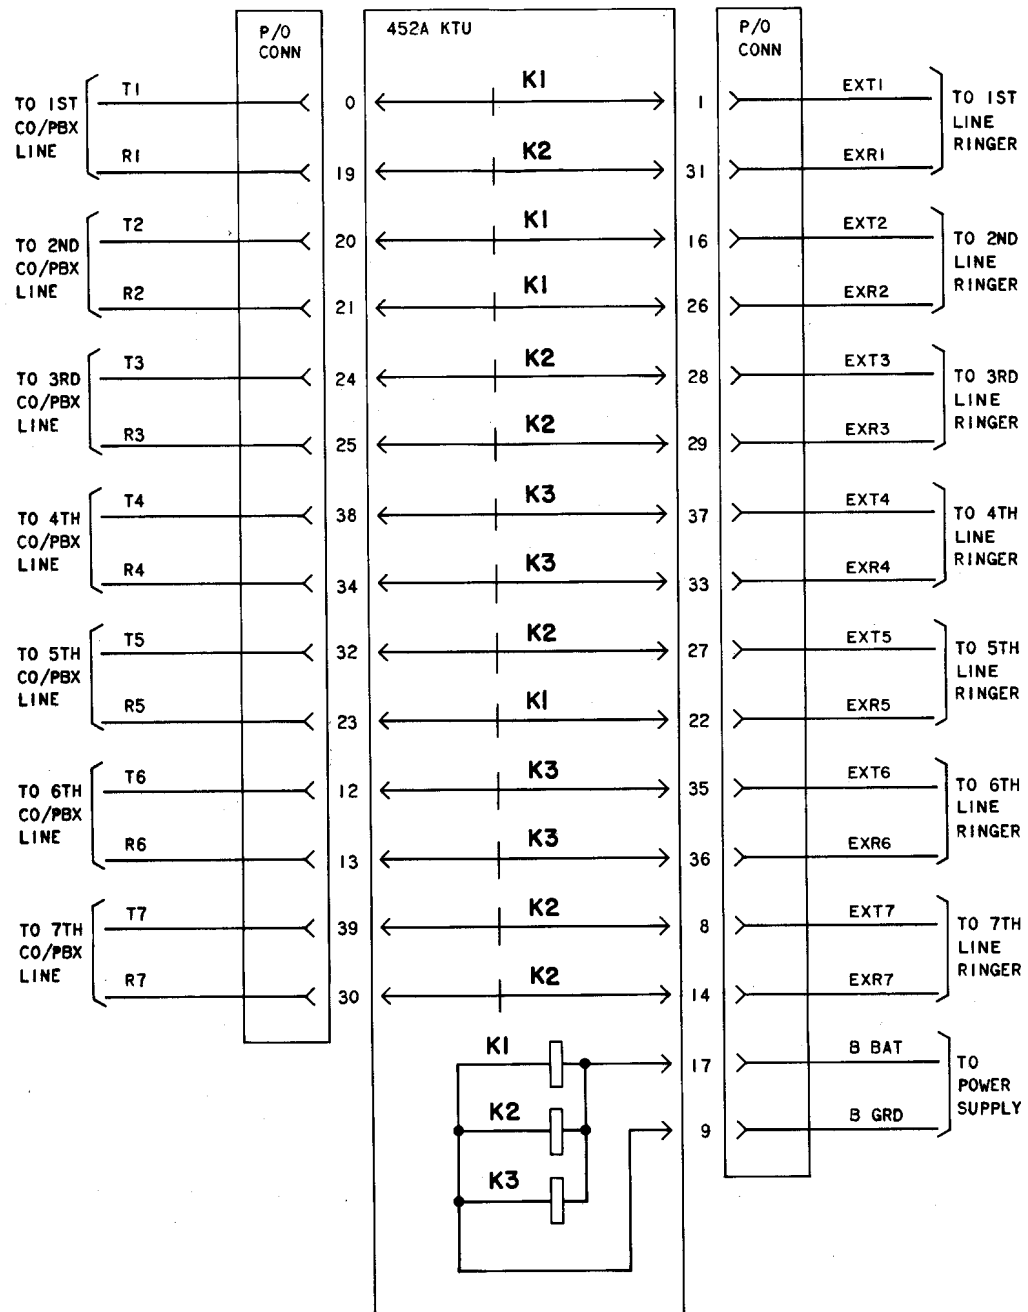 P/O
CONN
452A KTU
P/O
CONN
TO 1ST
CO/PBX
LINE
T1
0
K1
1
EXT1
TO 1ST
LINE
RINGER
R1
19
K2
31
EXR1
TO 2ND
CO/PBX
LINE
T2
20
K1
16
EXT2
TO 2ND
LINE
RINGER
R2
21
K1
26
EXR2
TO 3RD
CO/PBX
LINE
T3
24
K2
28
EXT3
TO 3RD
LINE
RINGER
R3
25
K2
29
EXR3
TO 4TH
CO/PBX
LINE
T4
38
K3
37
EXT4
TO 4TH
LINE
RINGER
R4
34
K3
33
EXR4
TO 5TH
CO/PBX
LINE
T5
32
K2
27
EXT5
TO 5TH
LINE
RINGER
R5
23
K1
22
EXR5
TO 6TH
CO/PBX
LINE
T6
12
K3
35
EXT6
TO 6TH
LINE
RINGER
R6
13
K3
36
EXR6
TO 7TH
CO/PBX
LINE
T7
39
K2
8
EXT7
TO 7TH
LINE
RINGER
R7
30
K2
14
EXR7
K1
17
B BAT
TO
POWER
SUPPLY
K2
9
B GRD
K3